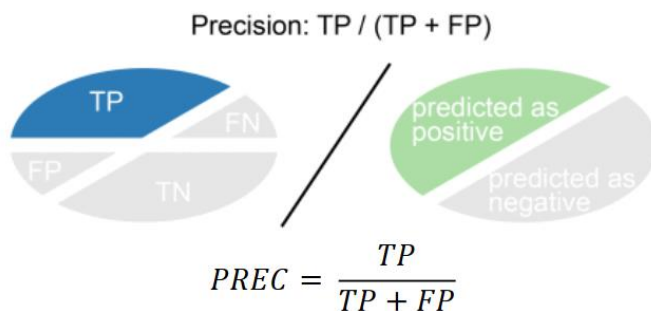 Precision: TP / (TP + FP)
TP
FN
FP
TN
predicted as
positive
predicted as
negative
PREC = TP / TP + FP